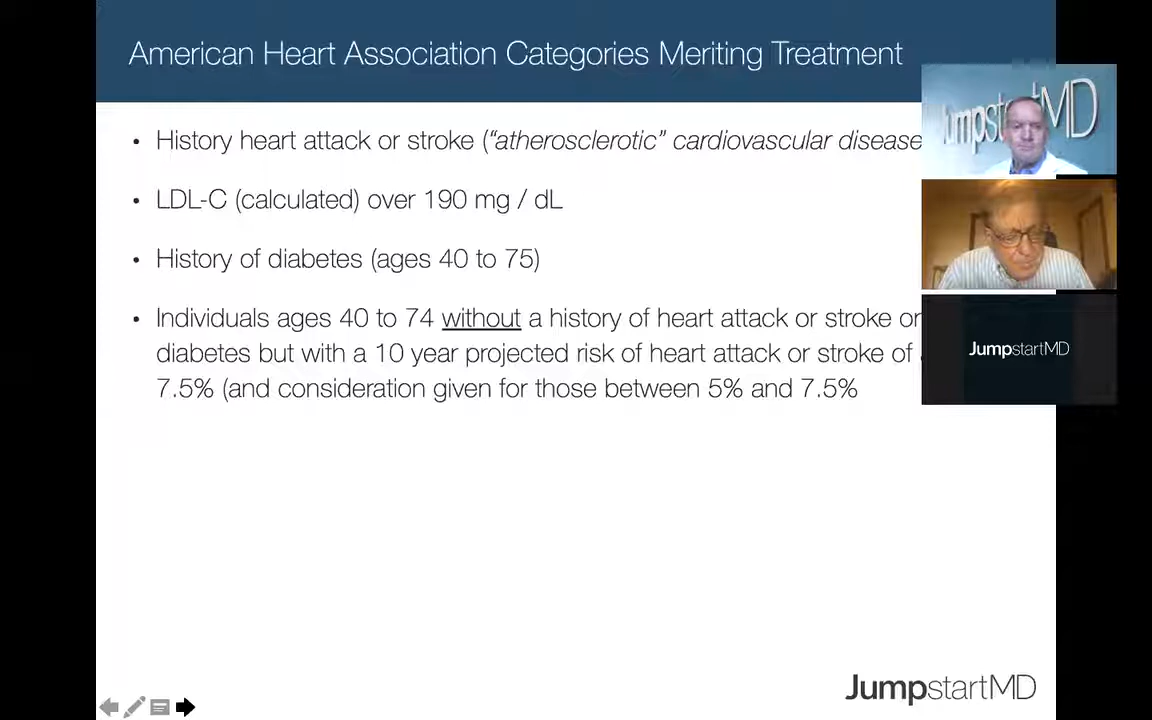 American Heart Association Categories Meriting Treatment
• History heart attack or stroke (“atherosclerotic” cardiovascular disease
• LDL-C (calculated) over 190 mg / dL
• History of diabetes (ages 40 to 75)
• Individuals ages 40 to 74 without a history of heart attack or stroke or
diabetes but with a 10 year projected risk of heart attack or stroke of
7.5% (and consideration given for those between 5% and 7.5%
JumpstartMD
JumpstartMD
JumpstartMD